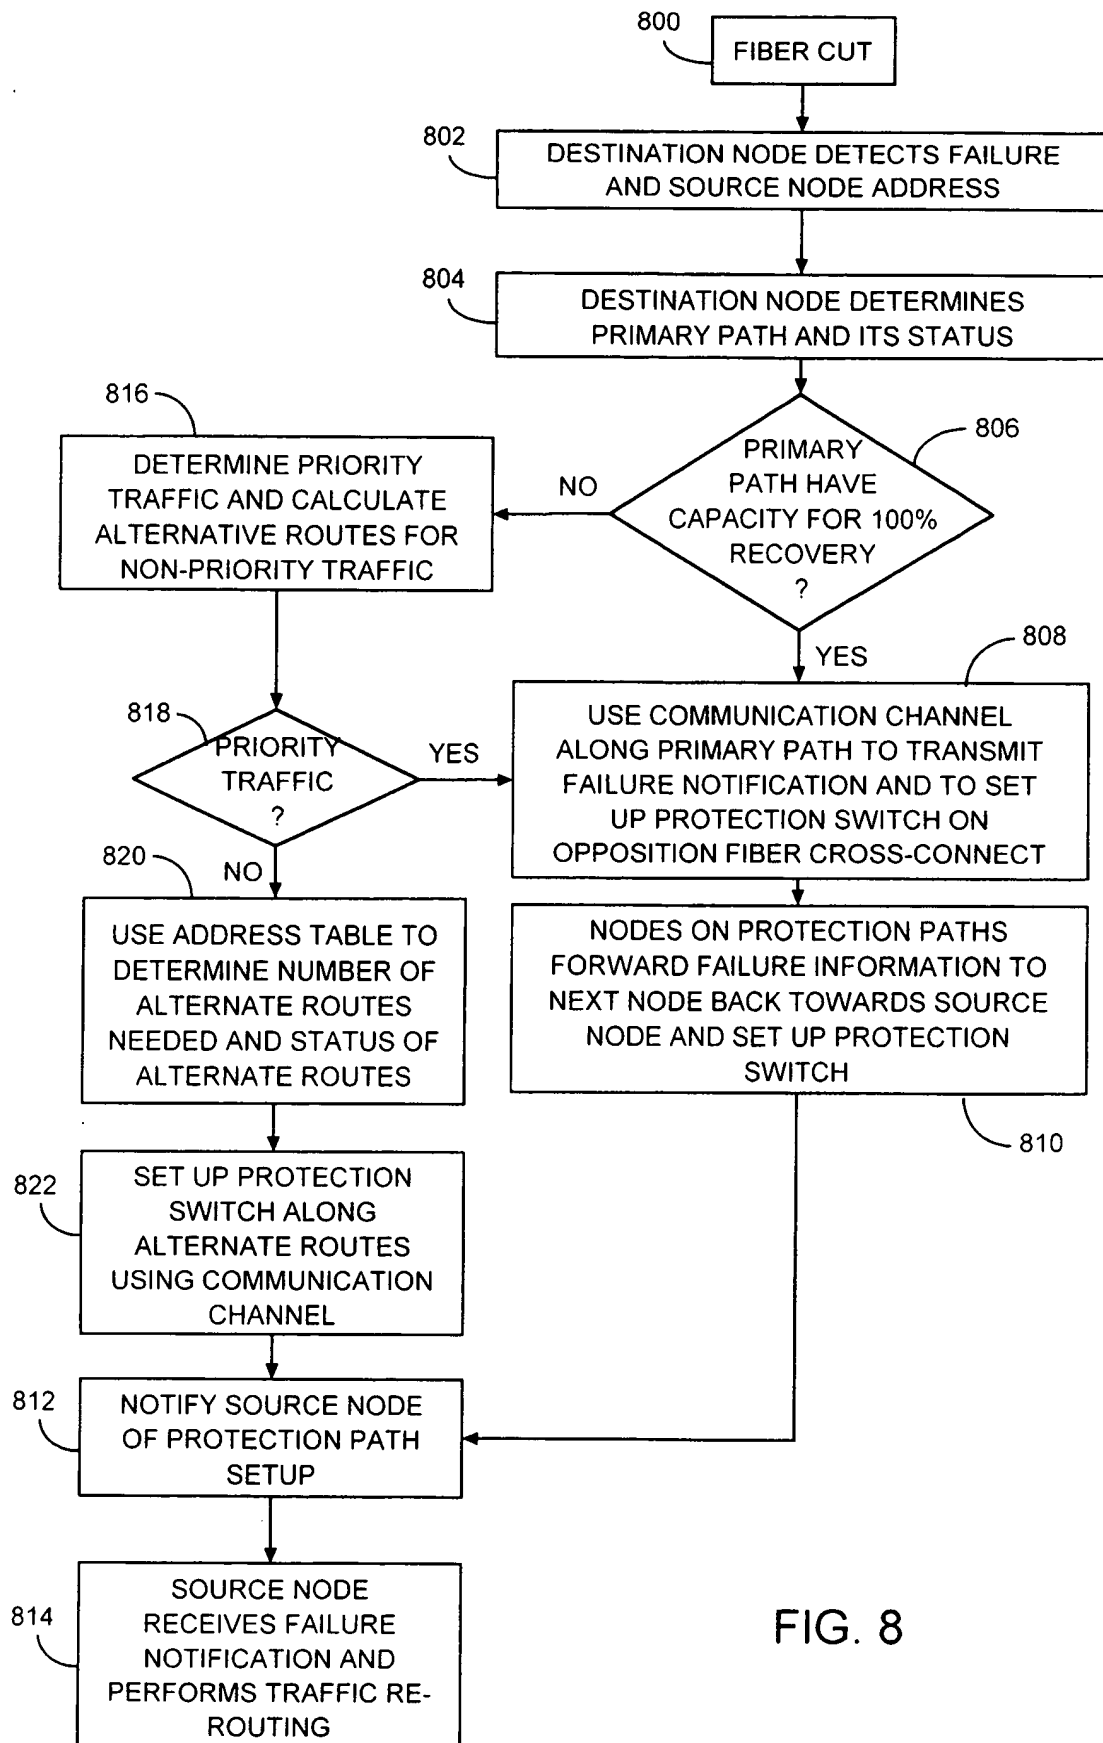 800
FIBER CUT
802
DESTINATION NODE DETECTS FAILURE
AND SOURCE NODE ADDRESS
804
DESTINATION NODE DETERMINES
PRIMARY PATH AND ITS STATUS
806
PRIMARY
PATH HAVE
CAPACITY FOR 100%
RECOVERY
?
NO
YES
816
DETERMINE PRIORITY
TRAFFIC AND CALCULATE
ALTERNATIVE ROUTES FOR
NON-PRIORITY TRAFFIC
808
USE COMMUNICATION CHANNEL
ALONG PRIMARY PATH TO TRANSMIT
FAILURE NOTIFICATION AND TO SET
UP PROTECTION SWITCH ON
OPPOSITION FIBER CROSS-CONNECT
818
PRIORITY
TRAFFIC
?
YES
NO
820
USE ADDRESS TABLE TO
DETERMINE NUMBER OF
ALTERNATE ROUTES
NEEDED AND STATUS OF
ALTERNATE ROUTES
NODES ON PROTECTION PATHS
FORWARD FAILURE INFORMATION TO
NEXT NODE BACK TOWARDS SOURCE
NODE AND SET UP PROTECTION
SWITCH
810
822
SET UP PROTECTION
SWITCH ALONG
ALTERNATE ROUTES
USING COMMUNICATION
CHANNEL
812
NOTIFY SOURCE NODE
OF PROTECTION PATH
SETUP
814
SOURCE NODE
RECEIVES FAILURE
NOTIFICATION AND
PERFORMS TRAFFIC RE-
ROUTING
FIG. 8